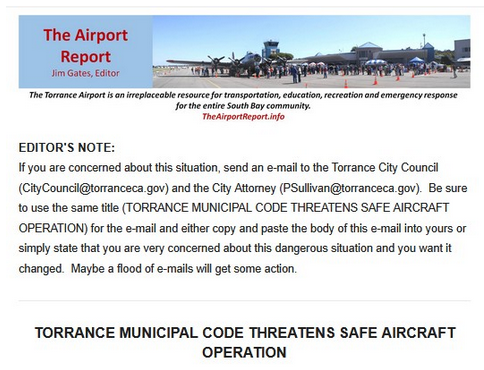 The Airport
Report
Jim Gates, Editor
The Torrance Airport is an irreplaceable resource for transportation, education, recreation and emergency response
for the entire South Bay community.
TheAirportReport.info
EDITOR'S NOTE:
If you are concerned about this situation, send an e-mail to the Torrance City Council
(CityCouncil@torranceca.gov) and the City Attorney (PSullivan@torranceca.gov).  Be sure
to use the same title (TORRANCE MUNICIPAL CODE THREATENS SAFE AIRCRAFT
OPERATION) for the e-mail and either copy and paste the body of this e-mail into yours or
simply state that you are very concerned about this dangerous situation and you want it
changed.  Maybe a flood of e-mails will get some action.
TORRANCE MUNICIPAL CODE THREATENS SAFE AIRCRAFT
OPERATION